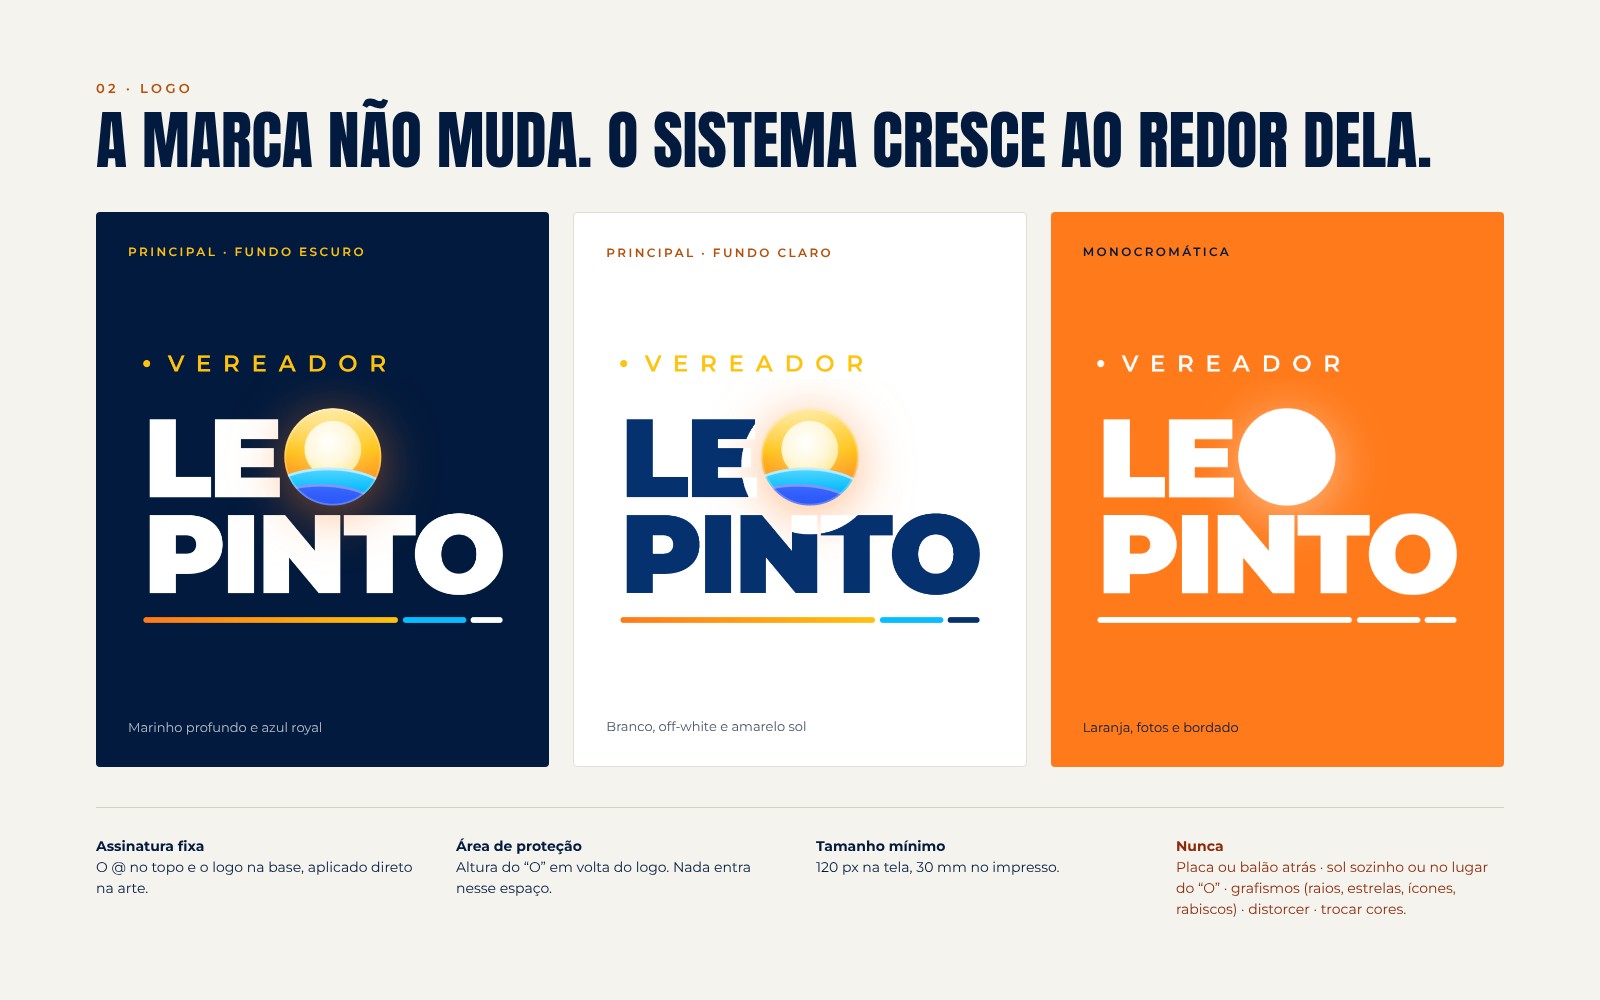 02 · LOGO
A MARCA NÃO MUDA. O SISTEMA CRESCE AO REDOR DELA.
PRINCIPAL · FUNDO ESCURO
• VEREADOR
LEO
PINTO
Marinho profundo e azul royal
PRINCIPAL · FUNDO CLARO
• VEREADOR
LEO
PINTO
Branco, off-white e amarelo sol
MONOCROMÁTICA
• VEREADOR
LEO
PINTO
Laranja, fotos e bordado
Assinatura fixa
O @ no topo e o logo na base, aplicado direto
na arte.
Área de proteção
Altura do “O” em volta do logo. Nada entra
nesse espaço.
Tamanho mínimo
120 px na tela, 30 mm no impresso.
Nunca
Placa ou balão atrás · sol sozinho ou no lugar
do “O” · grafismos (raios, estrelas, ícones,
rabiscos) · distorcer · trocar cores.